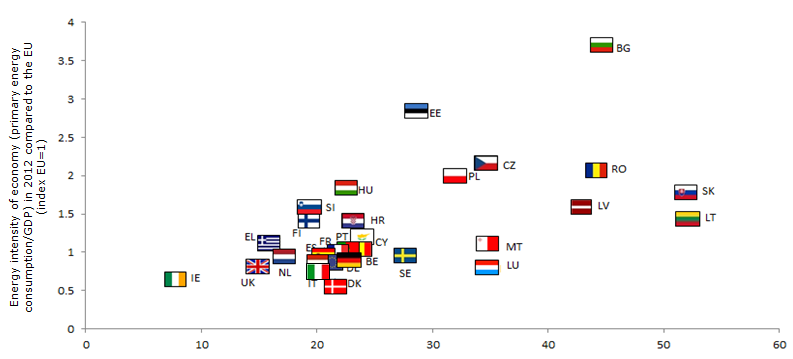 Energy intensity of economy (primary energy
consumption/GDP) in 2012 compared to the EU
(index EU=1)
4
3.5
3
2.5
2
1.5
1
0.5
0
BG
EE
CZ
PL
RO
HU
SK
SI
LV
LT
FI
HR
EL
FR
PT
CY
MT
ES
NL
DE
BE
SE
LU
UK
IE
IT
DK
0 10 20 30 40 50 60